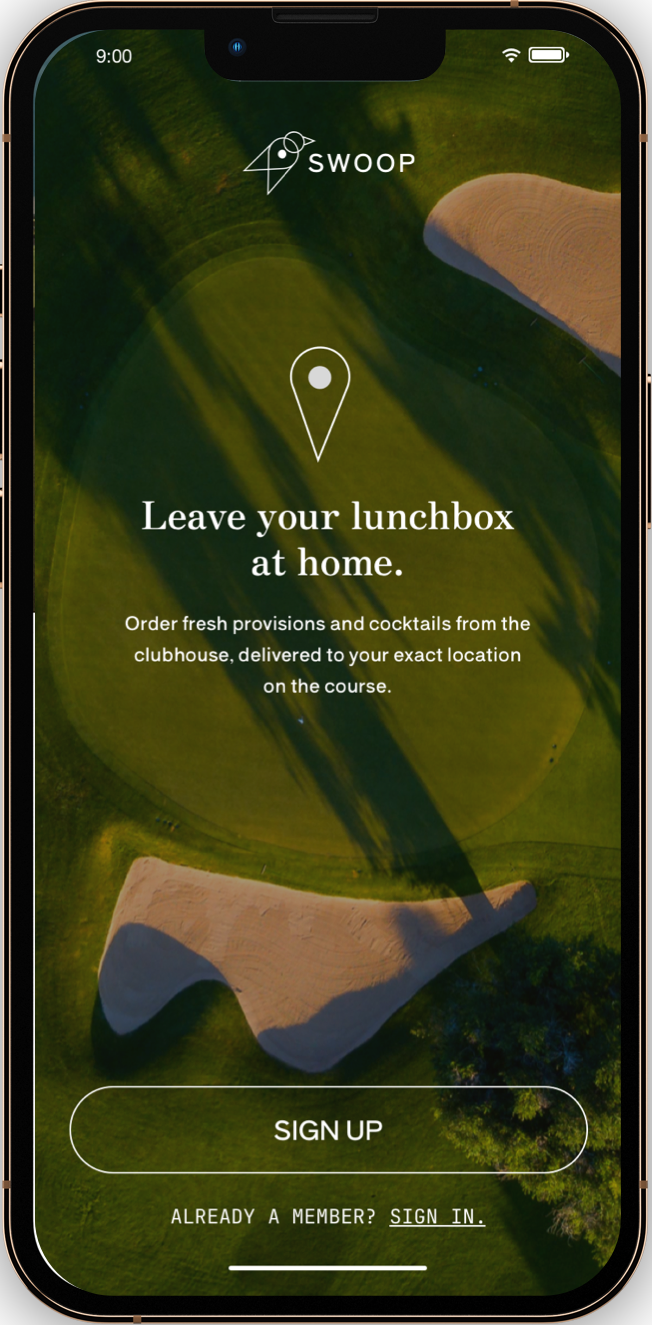 9:00
SWOOP
Leave your lunchbox
at home.
Order fresh provisions and cocktails from the
clubhouse, delivered to your exact location
on the course.
SIGN UP
ALREADY A MEMBER? SIGN IN.